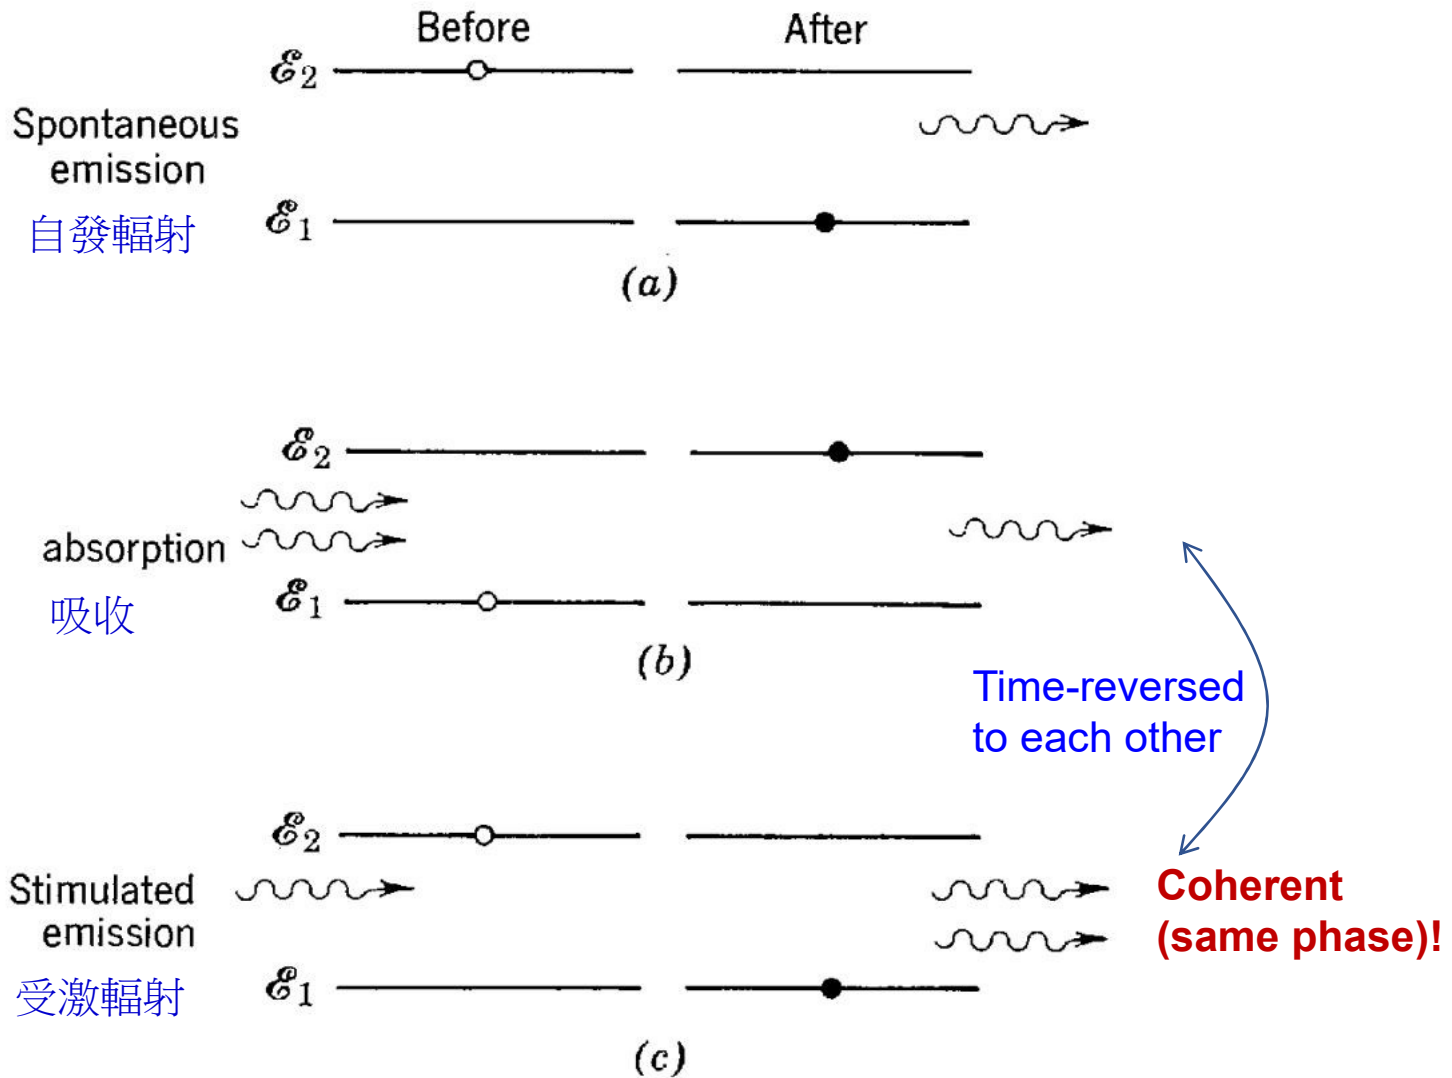 Before After
ℰ2
Spontaneous
emission
自發輻射
ℰ1
(a)
ℰ2
absorption
吸收
ℰ1
(b)
Time-reversed
to each other
ℰ2
Stimulated
emission
受激輻射
ℰ1
Coherent
(same phase)!
(c)